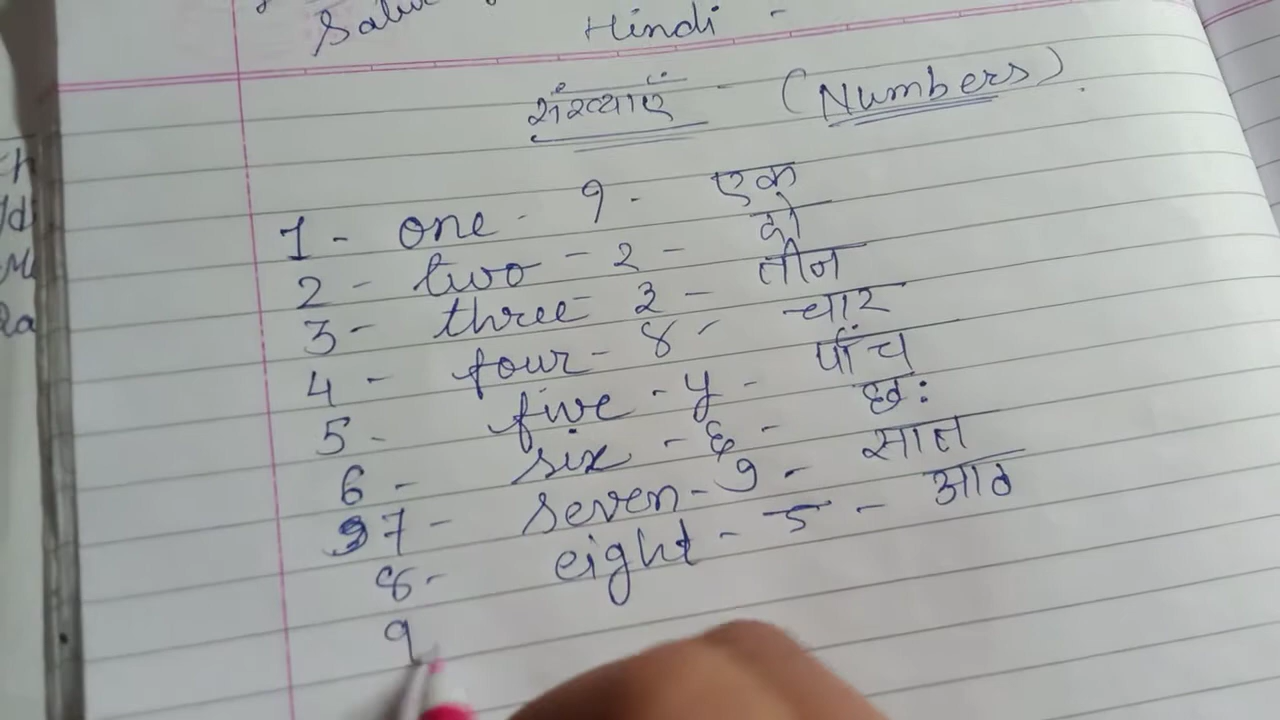 Hindi -
संख्याएं - (Numbers)
1 - one - १ - एक
2 - two - २ - दो
3 - three - ३ - तीन
4 - four - ४ - चार
5 - five - ५ - पाँच
6 - six - ६ - छः
7 - seven - ७ - सात
8 - eight - ८ - आठ
9